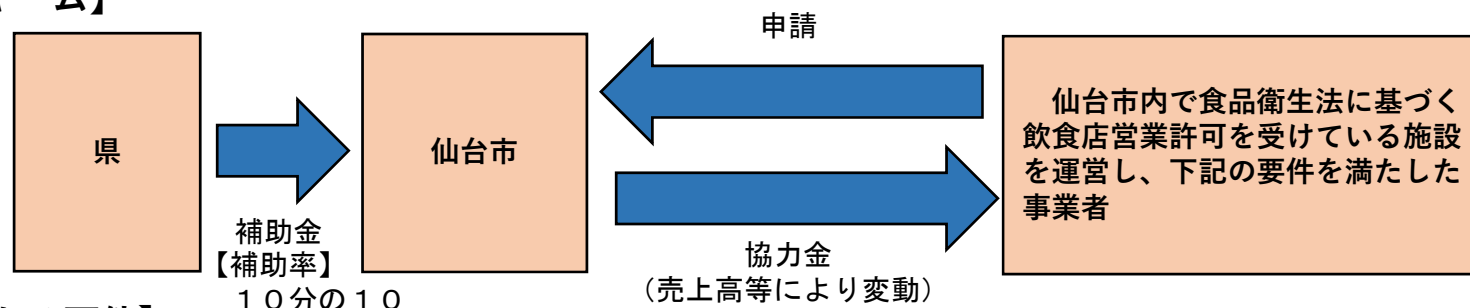 申請
県
仙台市
仙台市内で食品衛生法に基づく
飲食店営業許可を受けている施設
を運営し、下記の要件を満たした
事業者
補助金
【補助率】
１０分の１０
協力金
（売上高等により変動）